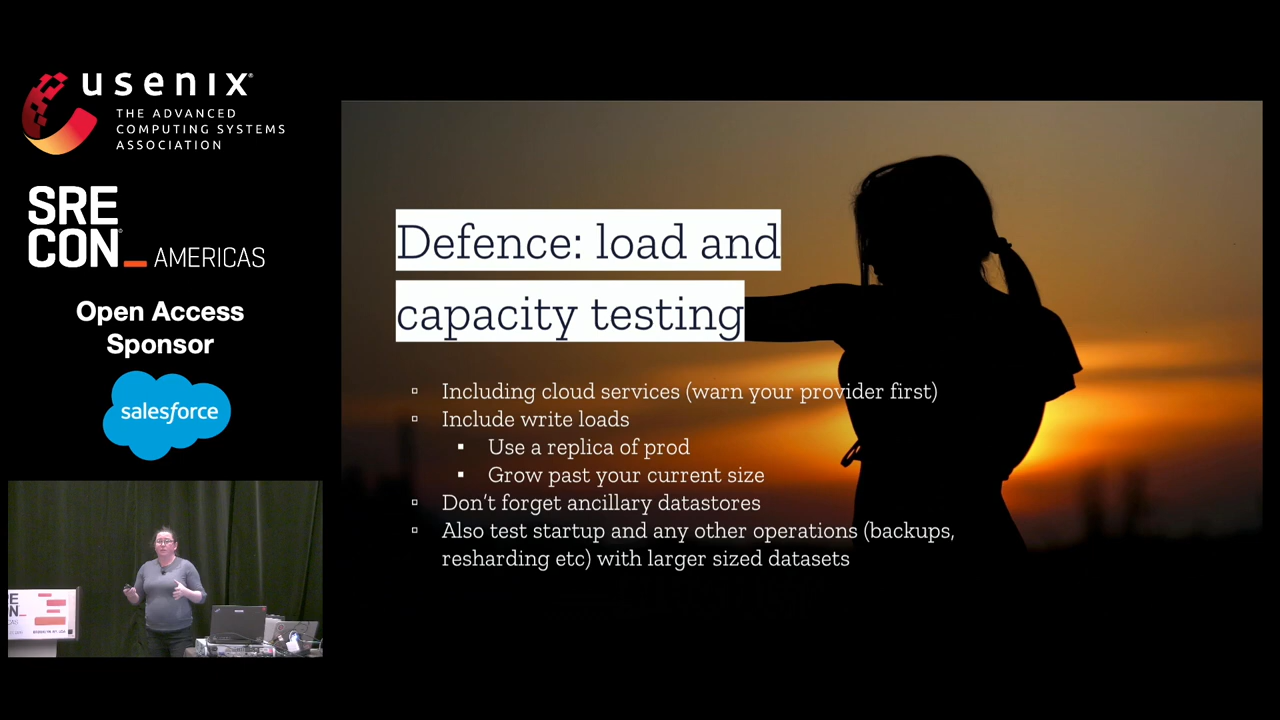 usenix
THE ADVANCED
COMPUTING SYSTEMS
ASSOCIATION
SRE
CON_ AMERICAS
Open Access
Sponsor
salesforce
Defence: load and
capacity testing
▫ Including cloud services (warn your provider first)
▫ Include write loads
▪ Use a replica of prod
▪ Grow past your current size
▫ Don’t forget ancillary datastores
▫ Also test startup and any other operations (backups,
resharding etc) with larger sized datasets